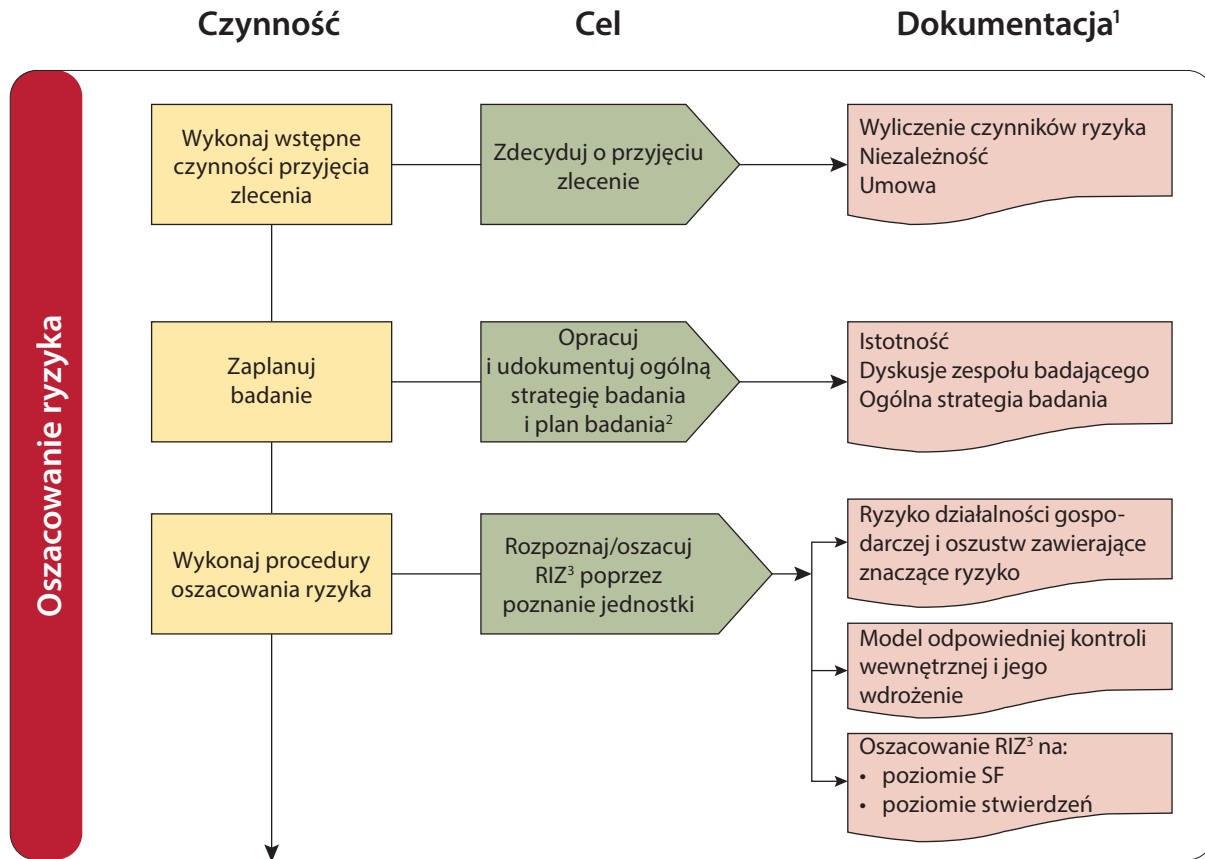 Czynność
Cel
Dokumentacja¹
Oszacowanie ryzyka
Wykonaj wstępne
czynności przyjęcia
zlecenia
Zdecyduj o przyjęciu
zlecenie
Wyliczenie czynników ryzyka
Niezależność
Umowa
Zaplanuj
badanie
Opracuj
i udokumentuj ogólną
strategię badania
i plan badania²
Istotność
Dyskusje zespołu badającego
Ogólna strategia badania
Wykonaj procedury
oszacowania ryzyka
Rozpoznaj/oszacuj
RIZ³ poprzez
poznanie jednostki
Ryzyko działalności gospo-
darczej i oszustw zawierające
znaczące ryzyko
Model odpowiedniej kontroli
wewnętrznej i jego
wdrożenie
Oszacowanie RIZ³ na:
• poziomie SF
• poziomie stwierdzeń